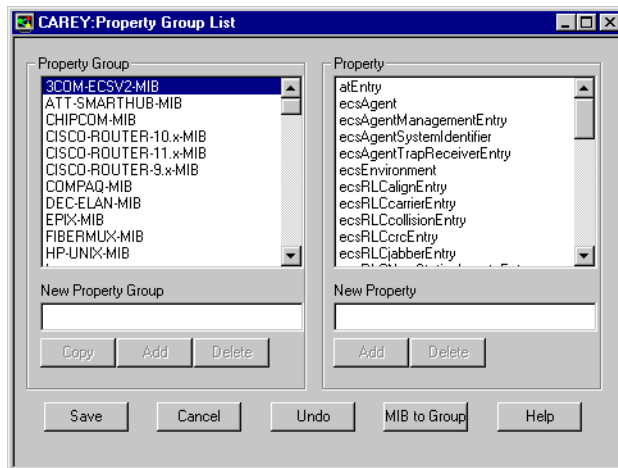 CAREY:Property Group List
Property Group
3COM-ECSV2-MIB
ATT-SMARTHUB-MIB
CHIPCOM-MIB
CISCO-ROUTER-10.x-MIB
CISCO-ROUTER-11.x-MIB
CISCO-ROUTER-9.x-MIB
COMPAQ-MIB
DEC-ELAN-MIB
EPIX-MIB
FIBERMUX-MIB
HP-UNIX-MIB
New Property Group
Copy Add Delete
Property
atEntry
ecsAgent
ecsAgentManagementEntry
ecsAgentSystemIdentifier
ecsAgentTrapReceiverEntry
ecsEnvironment
ecsRLCalignEntry
ecsRLCcarrierEntry
ecsRLCcollisionEntry
ecsRLCcrcEntry
ecsRLCjabberEntry
New Property
Add Delete
Save Cancel Undo MIB to Group Help